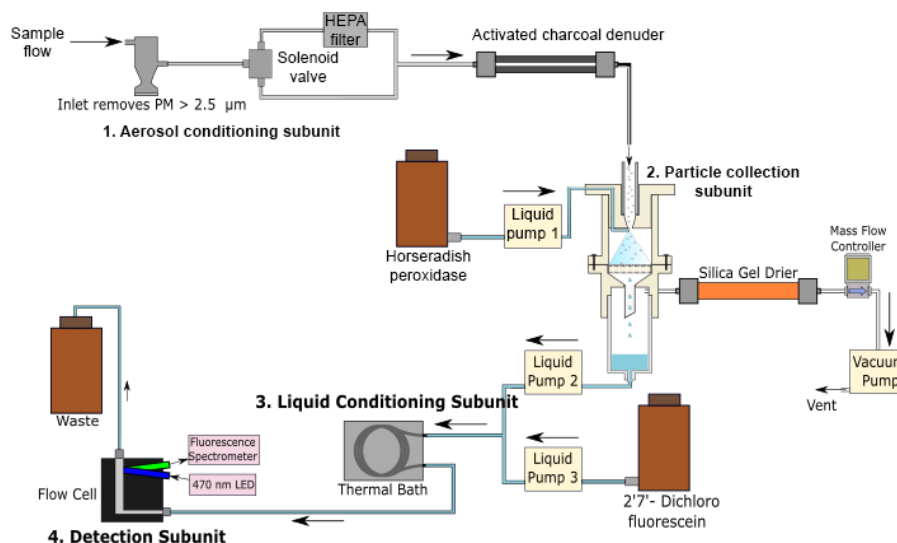 Sample
flow
HEPA
filter
Solenoid
valve
Activated charcoal denuder
Inlet removes PM > 2.5 μm
1. Aerosol conditioning subunit
2. Particle collection
subunit
Liquid
pump 1
Horseradish
peroxidase
Mass Flow
Controller
Silica Gel Drier
Vacuum
Pump
Vent
Liquid
Pump 2
3. Liquid Conditioning Subunit
Liquid
Pump 3
2'7'- Dichloro
fluorescein
Thermal Bath
Waste
Fluorescence
Spectrometer
470 nm LED
Flow Cell
4. Detection Subunit